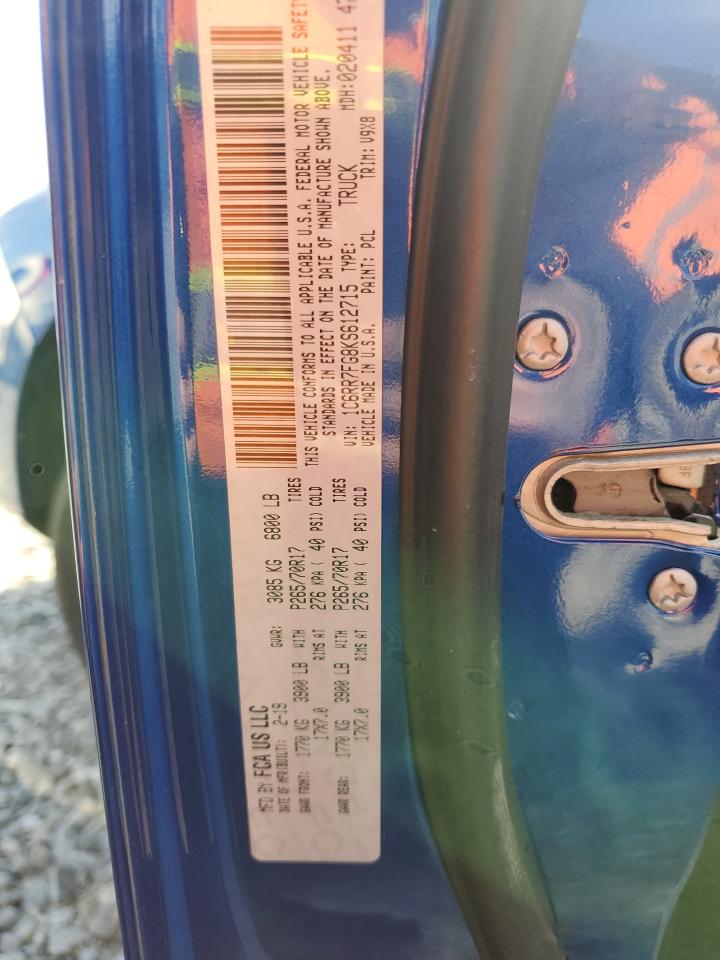 MFD BY FCA US LLC
DATE OF MFR(BUILT): 2-19 GVWR: 3085 KG 6800 LB
GAWR FRONT: 1770 KG 3900 LB WITH P265/70R17 TIRES
17X7.0 RIMS AT 276 KPA( 40 PSI) COLD
GAWR REAR: 1770 KG 3900 LB WITH P265/70R17 TIRES
17X7.0 RIMS AT 276 KPA( 40 PSI) COLD
THIS VEHICLE CONFORMS TO ALL APPLICABLE U.S.A. FEDERAL MOTOR VEHICLE SAFETY
STANDARDS IN EFFECT ON THE DATE OF MANUFACTURE SHOWN ABOVE.
VIN: 1C6RR7FG8KS612715 TYPE: TRUCK MDH:020411 47
VEHICLE MADE IN U.S.A. PAINT: PCL TRIM: V9X8